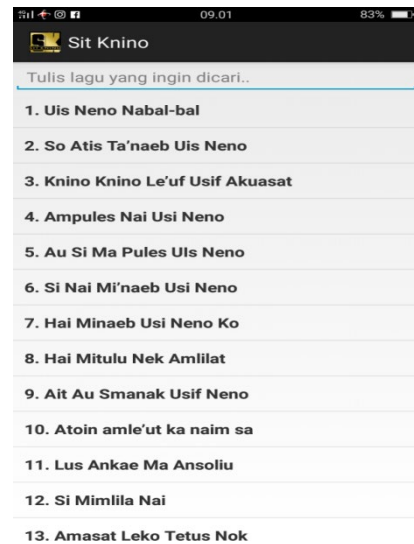 09.01
83%
Sit Knino
Tulis lagu yang ingin dicari..
1. Uis Neno Nabal-bal
2. So Atis Ta’naeb Uis Neno
3. Knino Knino Le’uf Usif Akuasat
4. Ampules Nai Usi Neno
5. Au Si Ma Pules UIs Neno
6. Si Nai Mi’naeb Usi Neno
7. Hai Minaeb Usi Neno Ko
8. Hai Mitulu Nek Amlilat
9. Ait Au Smanak Usif Neno
10. Atoin amle’ut ka naim sa
11. Lus Ankae Ma Ansoliu
12. Si Mimlila Nai
13. Amasat Leko Tetus Nok